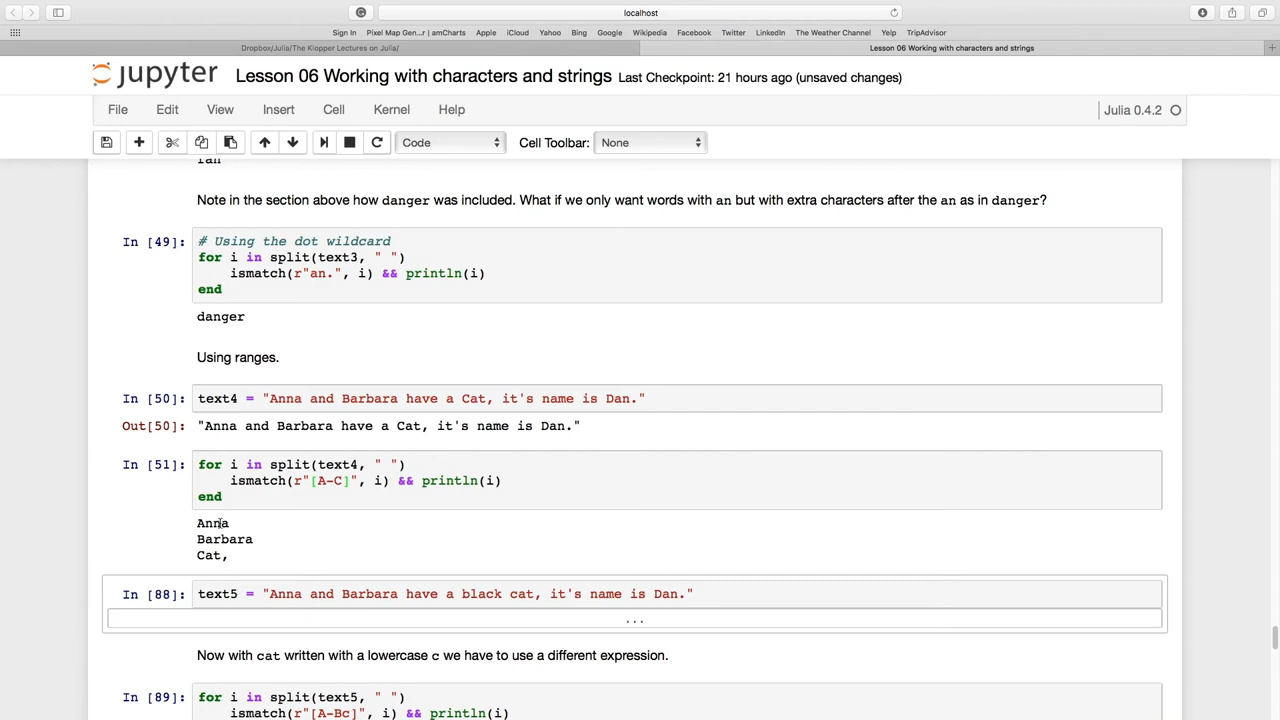 localhost
Sign In Pixel Map Gen...r | amCharts Apple iCloud Yahoo Bing Google Wikipedia Facebook Twitter LinkedIn The Weather Channel Yelp TripAdvisor
Dropbox/Julia/The Klopper Lectures on Julia/ Lesson 06 Working with characters and strings
jupyter Lesson 06 Working with characters and strings Last Checkpoint: 21 hours ago (unsaved changes)
File Edit View Insert Cell Kernel Help Julia 0.4.2
Code Cell Toolbar: None
ran
Note in the section above how danger was included. What if we only want words with an but with extra characters after the an as in danger?
In [49]: # Using the dot wildcard
for i in split(text3, " ")
ismatch(r"an.", i) && println(i)
end
danger
Using ranges.
In [50]: text4 = "Anna and Barbara have a Cat, it's name is Dan."
Out[50]: "Anna and Barbara have a Cat, it's name is Dan."
In [51]: for i in split(text4, " ")
ismatch(r"[A-C]", i) && println(i)
end
Anna
Barbara
Cat,
In [88]: text5 = "Anna and Barbara have a black cat, it's name is Dan."
...
Now with cat written with a lowercase c we have to use a different expression.
In [89]: for i in split(text5, " ")
ismatch(r"[A-Bc]", i) && println(i)